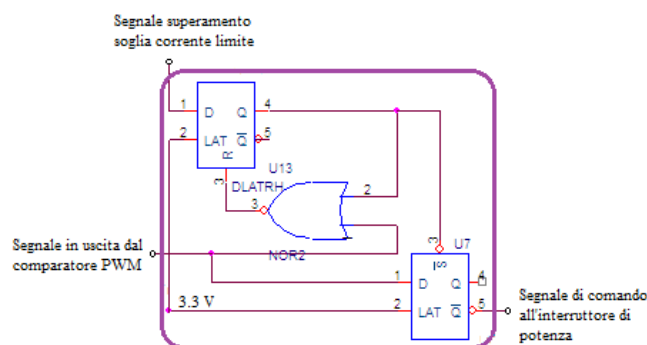 Segnale superamento
soglia corrente limite
1 D Q 4
2 LAT Q 5
R
3
U13
DLATRH
3 2
NOR2
Segnale in uscita dal
comparatore PWM
3.3 V
3 U7
S
1 D Q 4
2 LAT Q 5
Segnale di comando
all'interruttore di
potenza